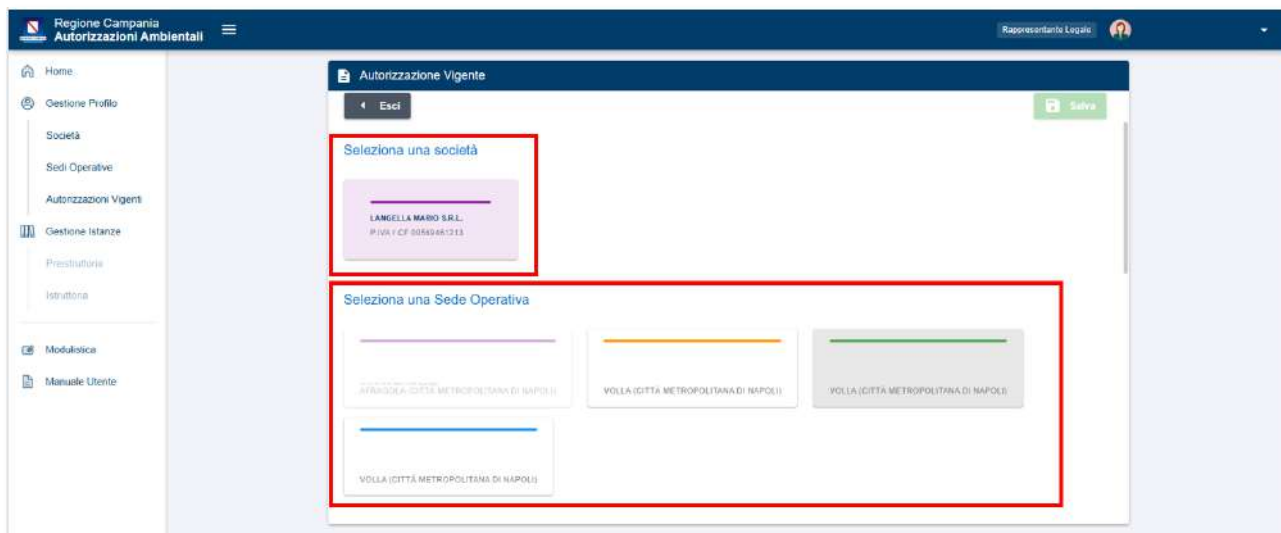 Regione Campania
Autorizzazioni Ambientali
Rappresentante Legale
Home
Gestione Profilo
Società
Sedi Operative
Autorizzazioni Vigenti
Gestione Istanze
Preistruttoria
Istruttoria
Modulistica
Manuale Utente
Autorizzazione Vigente
Esci
Salva
Seleziona una società
LANGELLA MARIO S.R.L.
P.IVA / CF
Seleziona una Sede Operativa
AFRAGOLA (CITTÀ METROPOLITANA DI NAPOLI)
VOLLA (CITTÀ METROPOLITANA DI NAPOLI)
VOLLA (CITTÀ METROPOLITANA DI NAPOLI)
VOLLA (CITTÀ METROPOLITANA DI NAPOLI)